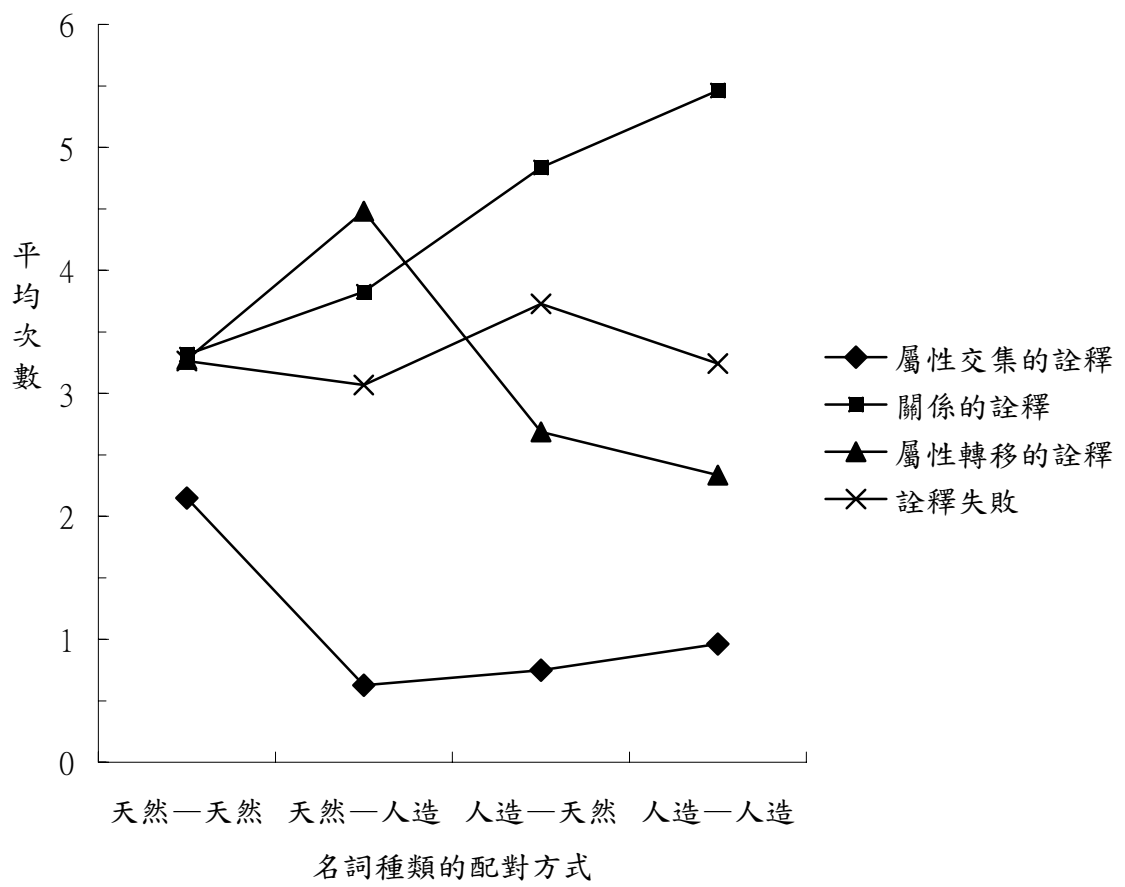 6
5
4
3
2
1
0
平均次數
屬性交集的詮釋
關係的詮釋
屬性轉移的詮釋
詮釋失敗
天然—天然 天然—人造 人造—天然 人造—人造
名詞種類的配對方式